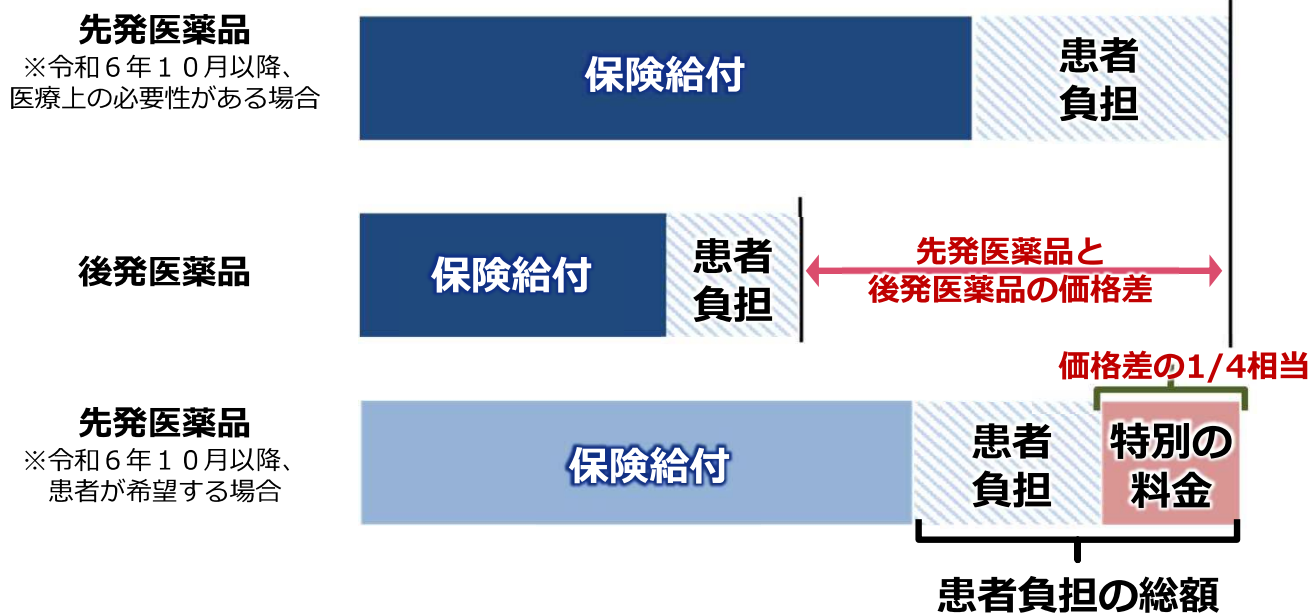 先発医薬品
※令和６年１０月以降、
医療上の必要性がある場合
保険給付
患者
負担
後発医薬品
保険給付
患者
負担
先発医薬品と
後発医薬品の価格差
価格差の1/4相当
先発医薬品
※令和６年１０月以降、
患者が希望する場合
保険給付
患者
負担
特別の
料金
患者負担の総額